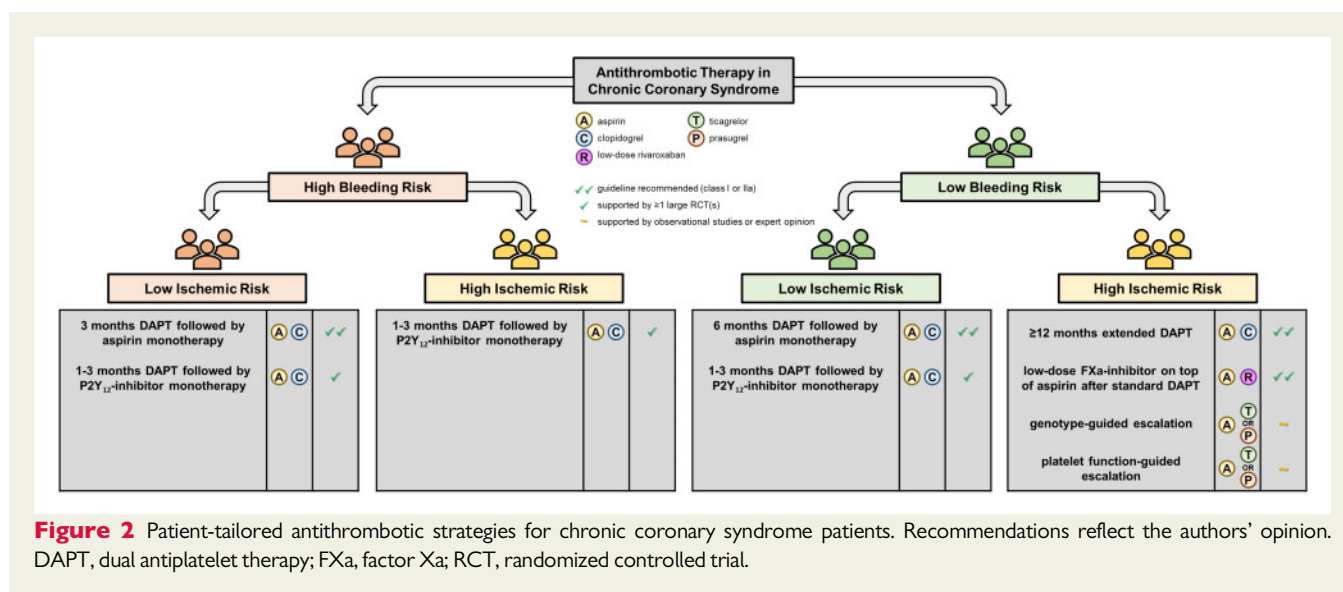 Antithrombotic Therapy in
Chronic Coronary Syndrome
A aspirin
T ticagrelor
C clopidogrel
P prasugrel
R low-dose rivaroxaban
✓✓ guideline recommended (class I or IIa)
✓ supported by ≥1 large RCT(s)
~ supported by observational studies or expert opinion
High Bleeding Risk
Low Bleeding Risk
Low Ischemic Risk
High Ischemic Risk
Low Ischemic Risk
High Ischemic Risk
3 months DAPT followed by
aspirin monotherapy
A C ✓✓
1-3 months DAPT followed by
P2Y₁₂-inhibitor monotherapy
A C ✓
1-3 months DAPT followed by
P2Y₁₂-inhibitor monotherapy
A C ✓
6 months DAPT followed by
aspirin monotherapy
A C ✓✓
1-3 months DAPT followed by
P2Y₁₂-inhibitor monotherapy
A C ✓
≥12 months extended DAPT
A C ✓✓
low-dose FXa-inhibitor on top
of aspirin after standard DAPT
A R ✓✓
genotype-guided escalation
A T OR P ~
platelet function-guided
escalation
A T OR P ~
Figure 2 Patient-tailored antithrombotic strategies for chronic coronary syndrome patients. Recommendations reflect the authors' opinion.
DAPT, dual antiplatelet therapy; FXa, factor Xa; RCT, randomized controlled trial.